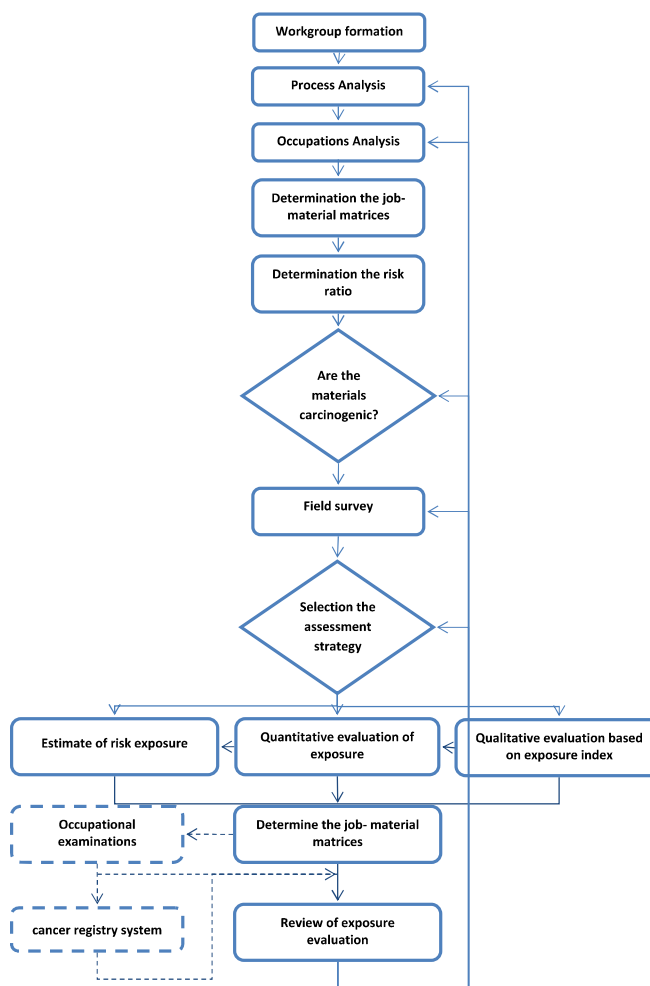 Workgroup formation
Process Analysis
Occupations Analysis
Determination the job-
material matrices
Determination the risk
ratio
Are the
materials
carcinogenic?
Field survey
Selection the
assessment
strategy
Estimate of risk exposure
Quantitative evaluation of
exposure
Qualitative evaluation based
on exposure index
Occupational
examinations
Determine the job- material
matrices
cancer registry system
Review of exposure
evaluation